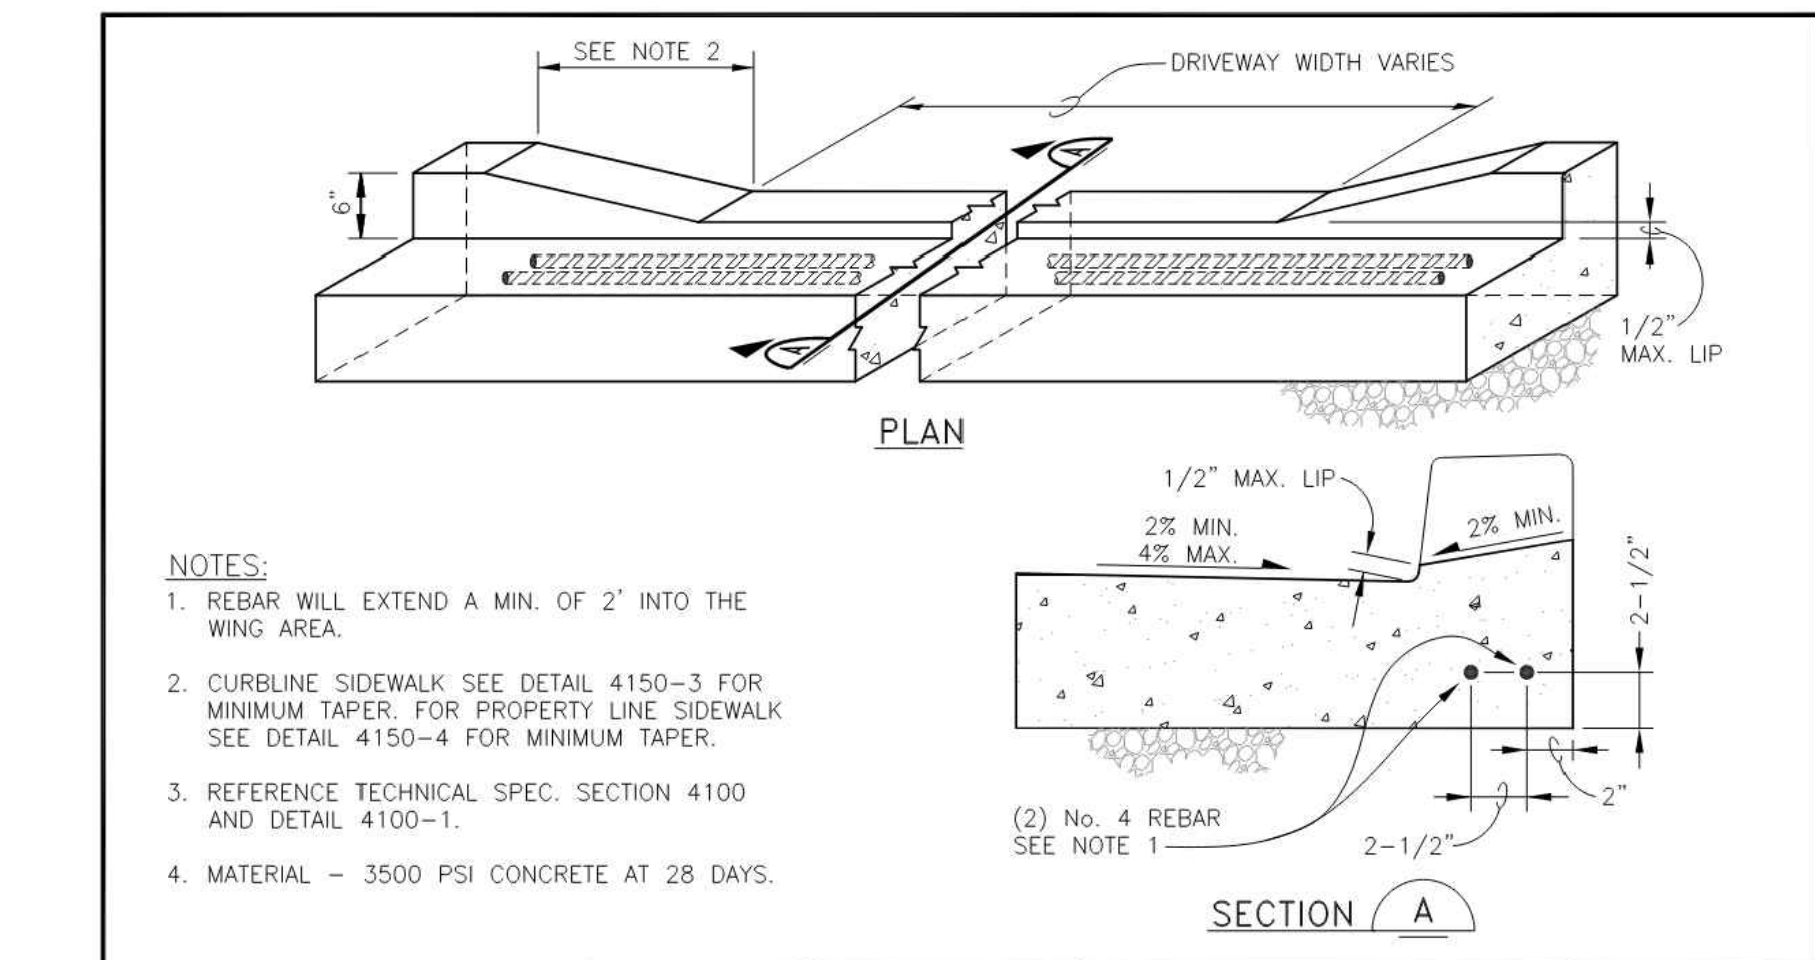 SEE NOTE 2
DRIVEWAY WIDTH VARIES
A
6"
1/2"
MAX. LIP
A
PLAN
1/2" MAX. LIP
2% MIN.
4% MAX.
2% MIN.
2-1/2"
NOTES:
1. REBAR WILL EXTEND A MIN. OF 2' INTO THE
WING AREA.
2. CURBLINE SIDEWALK SEE DETAIL 4150-3 FOR
MINIMUM TAPER. FOR PROPERTY LINE SIDEWALK
SEE DETAIL 4150-4 FOR MINIMUM TAPER.
3. REFERENCE TECHNICAL SPEC. SECTION 4100
AND DETAIL 4100-1.
4. MATERIAL - 3500 PSI CONCRETE AT 28 DAYS.
(2) No. 4 REBAR
SEE NOTE 1
2"
2-1/2"
SECTION A